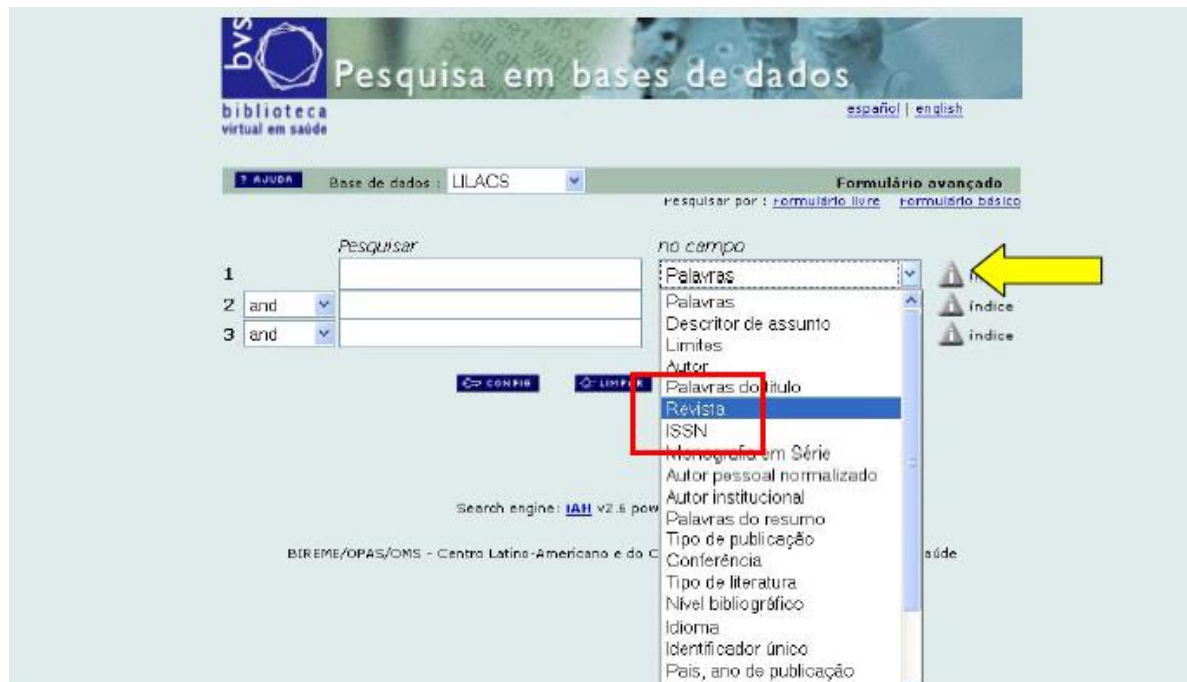 bvs
Pesquisa em bases de dados
biblioteca
virtual em saúde
español | english
? AJUDA Base de dados : LILACS Formulário avançado
Pesquisar por : Formulário livre Formulário básico
Pesquisar no campo
1 Palavras
2 and índice
3 and índice
Palavras
Descritor de assunto
Limites
Autor
Palavras do título
Revista
ISSN
Monografia em Série
Autor pessoal normalizado
Autor institucional
Palavras do resumo
Tipo de publicação
Conferência
Tipo de literatura
Nível bibliográfico
Idioma
Identificador único
País, ano de publicação
CONFIG LIMPAR
Search engine: iAH v2.6 pow
BIREME/OPAS/OMS - Centro Latino-Americano e do C aúde